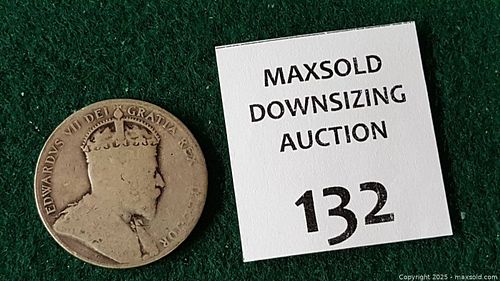 EDWARDVS VII DEI GRATIA REX
MAXSOLD
DOWNSIZING
AUCTION
132
Copyright 2025 - maxsold.com